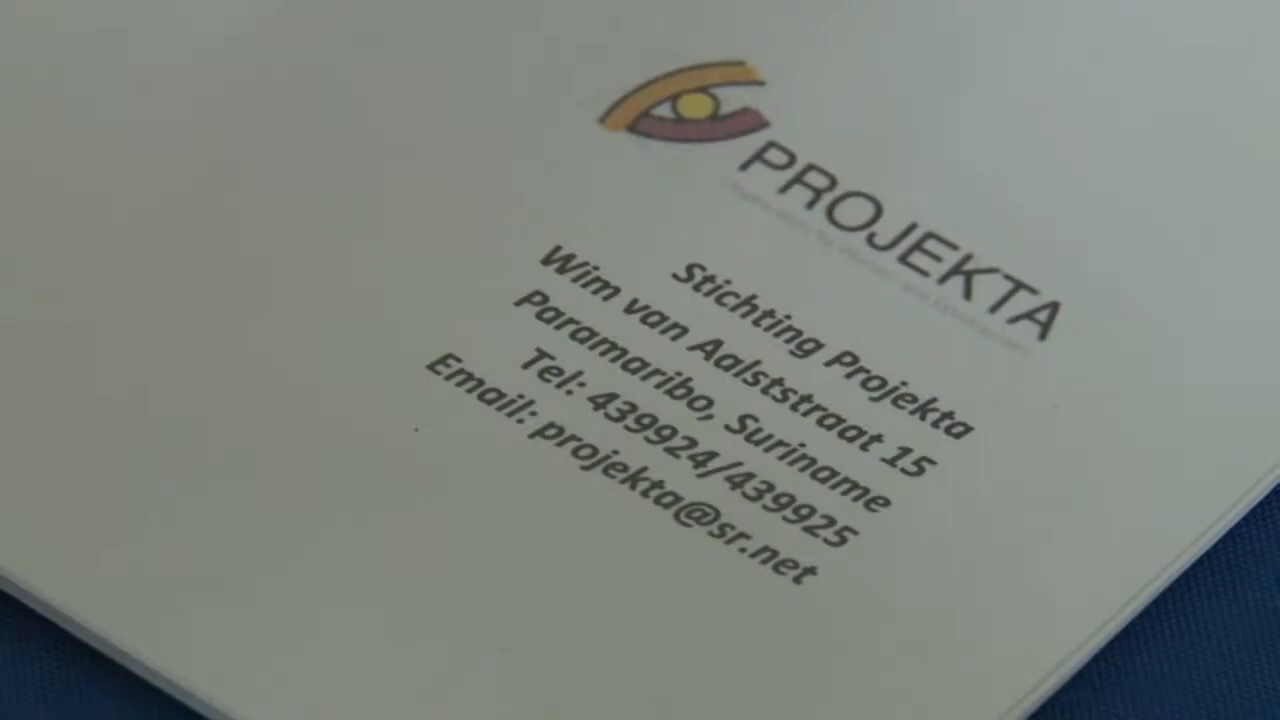 PROJEKTA
Stichting Projekta
Wim van Aalststraat 15
Paramaribo, Suriname
Tel: 439924/439925
Email: projekta@sr.net